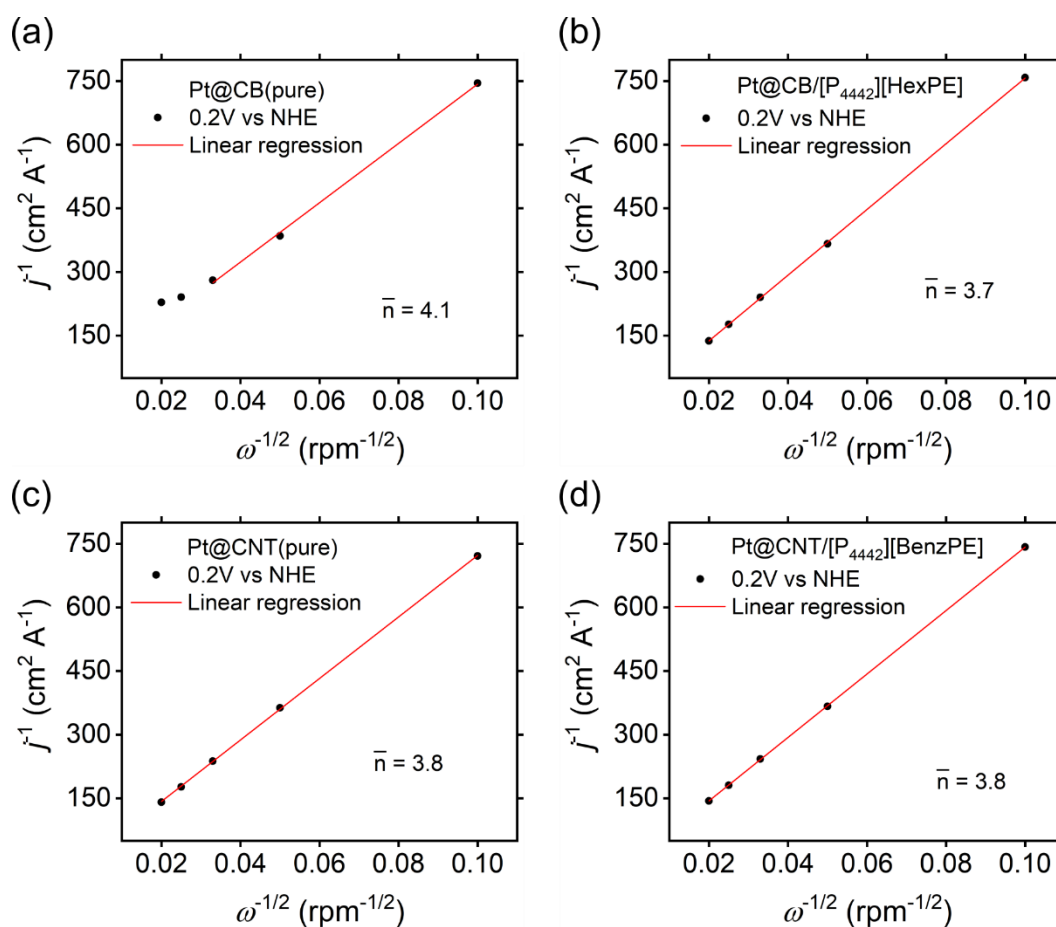 (a)
Pt@CB(pure)
0.2V vs NHE
Linear regression
n̅ = 4.1
750
600
450
300
150
j⁻¹ (cm² A⁻¹)
0.02 0.04 0.06 0.08 0.10
ω⁻¹/² (rpm⁻¹/²)
(b)
Pt@CB/[P₄₄₄₂][HexPE]
0.2V vs NHE
Linear regression
n̅ = 3.7
750
600
450
300
150
j⁻¹ (cm² A⁻¹)
0.02 0.04 0.06 0.08 0.10
ω⁻¹/² (rpm⁻¹/²)
(c)
Pt@CNT(pure)
0.2V vs NHE
Linear regression
n̅ = 3.8
750
600
450
300
150
j⁻¹ (cm² A⁻¹)
0.02 0.04 0.06 0.08 0.10
ω⁻¹/² (rpm⁻¹/²)
(d)
Pt@CNT/[P₄₄₄₂][BenzPE]
0.2V vs NHE
Linear regression
n̅ = 3.8
750
600
450
300
150
j⁻¹ (cm² A⁻¹)
0.02 0.04 0.06 0.08 0.10
ω⁻¹/² (rpm⁻¹/²)